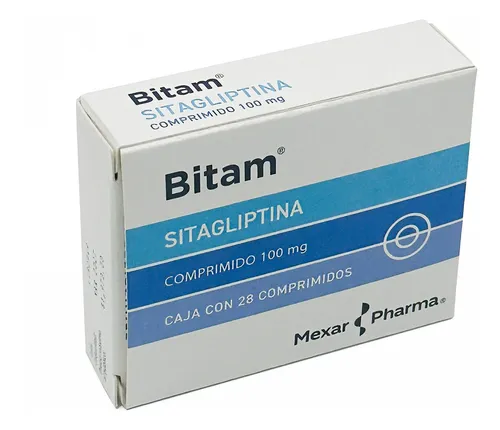 Bitam®
SITAGLIPTINA
COMPRIMIDO 100 mg
Bitam®
SITAGLIPTINA
COMPRIMIDO 100 mg
CAJA CON 28 COMPRIMIDOS
Mexar Pharma®